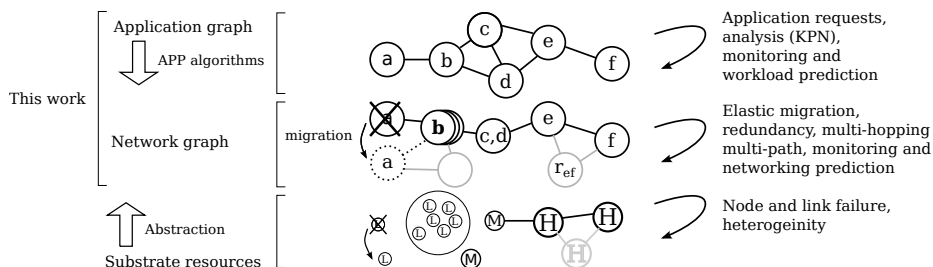 Application graph
APP algorithms
This work
Network graph
Abstraction
Substrate resources
migration
a
b
c
d
e
f
a
b
c,d
e
f
a
r_ef
L
L
L
L
L
L
L
L
M
M
H
H
H
Application requests,
analysis (KPN),
monitoring and
workload prediction
Elastic migration,
redundancy, multi-hopping
multi-path, monitoring and
networking prediction
Node and link failure,
heterogeinity